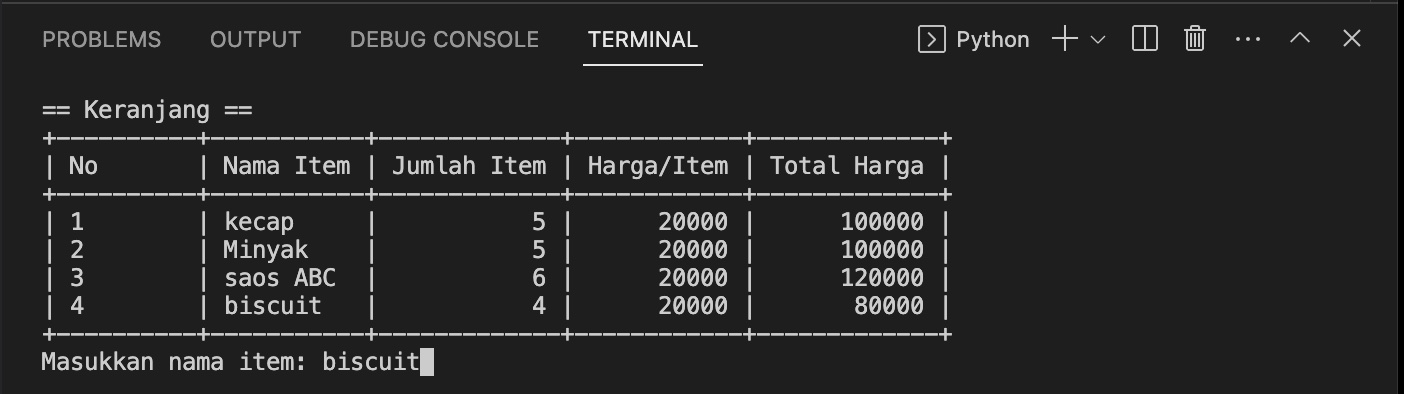 PROBLEMS OUTPUT DEBUG CONSOLE TERMINAL Python
== Keranjang ==
+----------+-----------+-------------+------------+-------------+
| No       | Nama Item | Jumlah Item | Harga/Item | Total Harga |
+----------+-----------+-------------+------------+-------------+
| 1        | kecap     |           5 |      20000 |      100000 |
| 2        | Minyak    |           5 |      20000 |      100000 |
| 3        | saos ABC  |           6 |      20000 |      120000 |
| 4        | biscuit   |           4 |      20000 |       80000 |
+----------+-----------+-------------+------------+-------------+
Masukkan nama item: biscuit